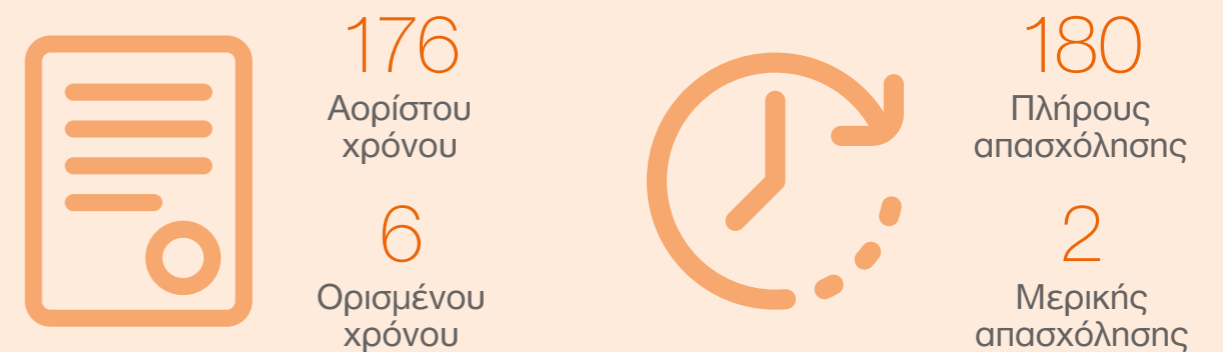 176
Αορίστου
χρόνου
6
Ορισμένου
χρόνου
180
Πλήρους
απασχόλησης
2
Μερικής
απασχόλησης